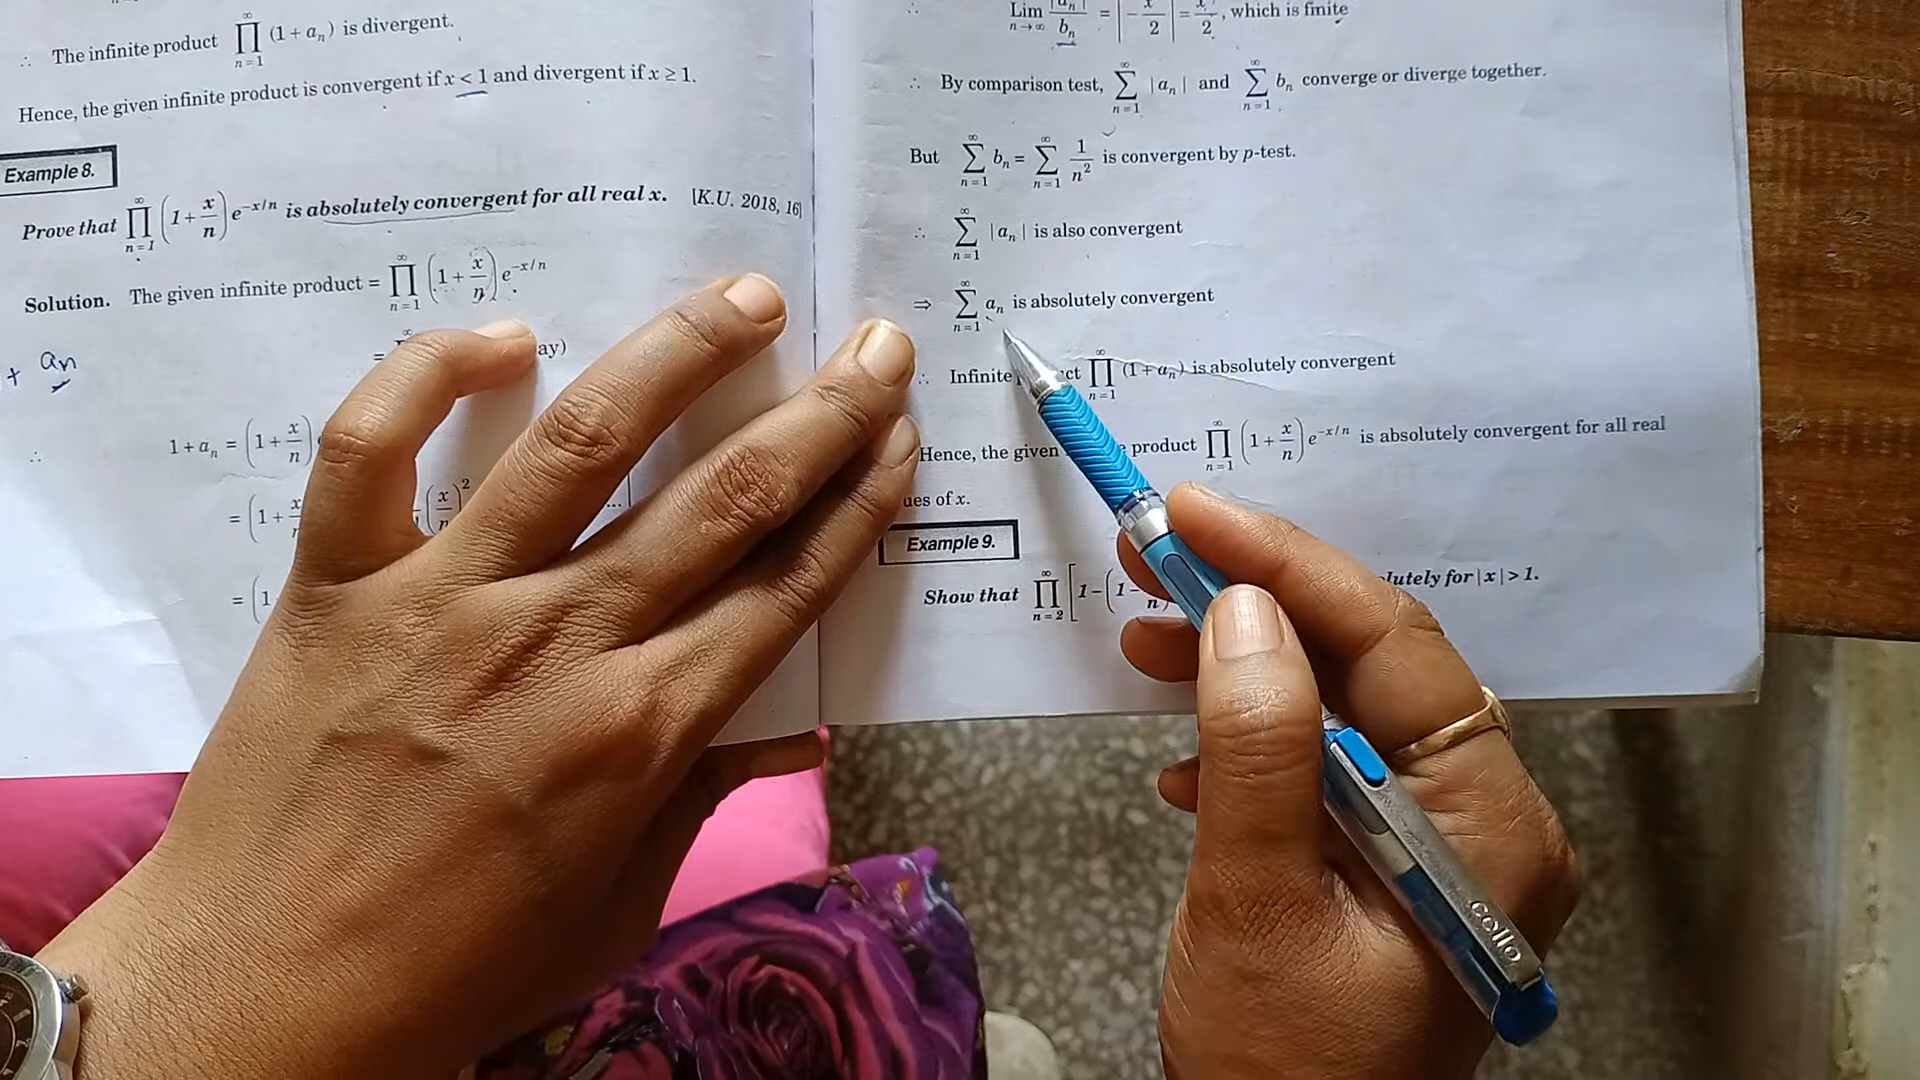 ∴ The infinite product ∞ ∏ n=1 (1 + aₙ) is divergent.
Hence, the given infinite product is convergent if x < 1 and divergent if x ≥ 1.
Example 8.
Prove that ∞ ∏ n=1 (1 + x/n) e^(−x/n) is absolutely convergent for all real x. [K.U. 2018, 16]
Solution. The given infinite product = ∞ ∏ n=1 (1 + x/n) e^(−x/n)
= ∞ ay)
+ aₙ
∴ 1 + aₙ = (1 + x/n)
= (1 + x (x/n)² ...]
= (1
∴ Lim n→∞ |aₙ|/bₙ = |−x/2| = x²/2, which is finite
∴ By comparison test, ∞ ∑ n=1 |aₙ| and ∞ ∑ n=1 bₙ converge or diverge together.
But ∞ ∑ n=1 bₙ = ∞ ∑ n=1 1/n² is convergent by p-test.
∴ ∞ ∑ n=1 |aₙ| is also convergent
⇒ ∞ ∑ n=1 aₙ is absolutely convergent
∴ Infinite ct ∞ ∏ n=1 (1 + aₙ) is absolutely convergent
Hence, the given product ∞ ∏ n=1 (1 + x/n) e^(−x/n) is absolutely convergent for all real
ues of x.
Example 9.
Show that ∞ ∏ n=2 [1 − (1 − n) lutely for |x| > 1.
cello